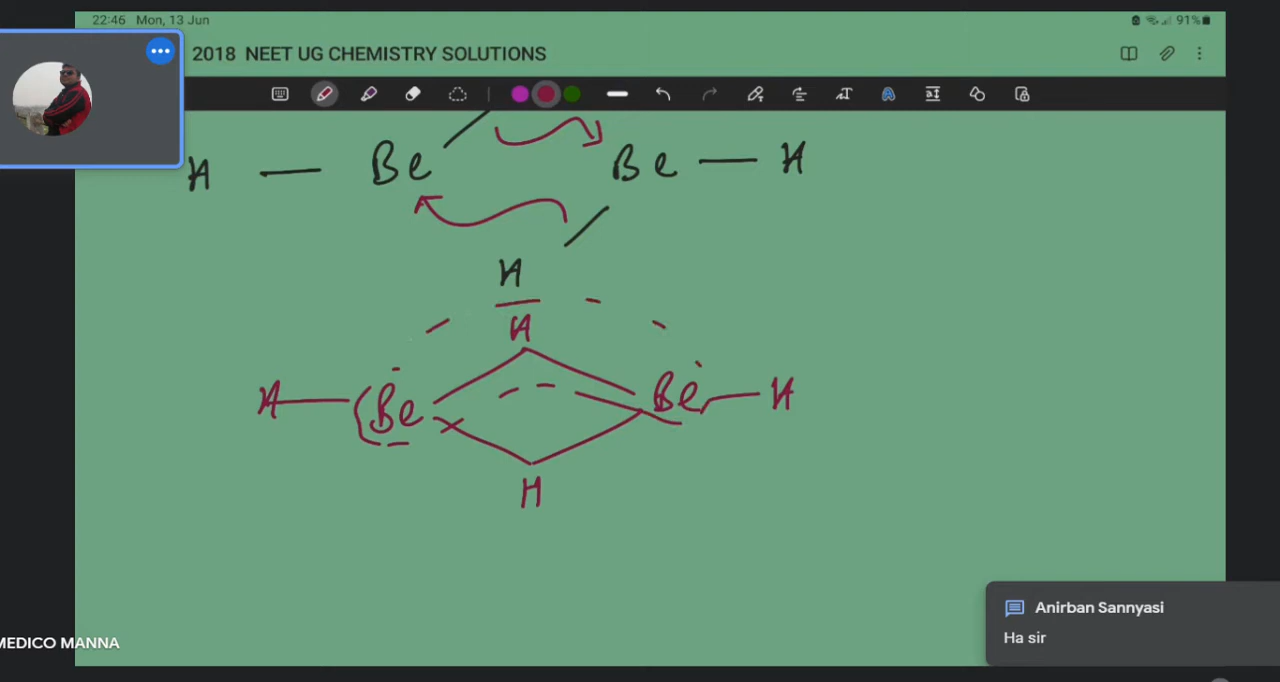 22:46 Mon, 13 Jun 91%
2018 NEET UG CHEMISTRY SOLUTIONS
H — Be Be — H
H
H
H — Be Be — H
H
Anirban Sannyasi
Ha sir
MEDICO MANNA